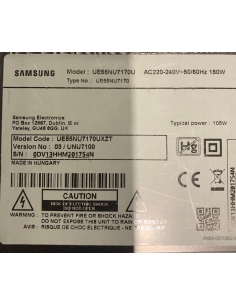 SAMSUNG
Model : UE55NU7170U AC220-240V~50/60Hz 150W
Type No : UE55NU7170
Samsung Electronics
PO Box 12987, Dublin. IE or
Yateley, GU46 6GG. UK
Typical power : 105W
Model Code : UE55NU7170UXZT
Version No : 03 / UNU7100
S/N : 0DV13HHM201754N
MADE IN HUNGARY
CAUTION
RISK OF ELECTRIC SHOCK
DO NOT OPEN
WARNING : TO PREVENT FIRE OR SHOCK HAZARD
DO NOT EXPOSE THIS UNIT TO RAIN OR
AVIS : RISQUE DE CHOC ELECTRIC - NE PAS